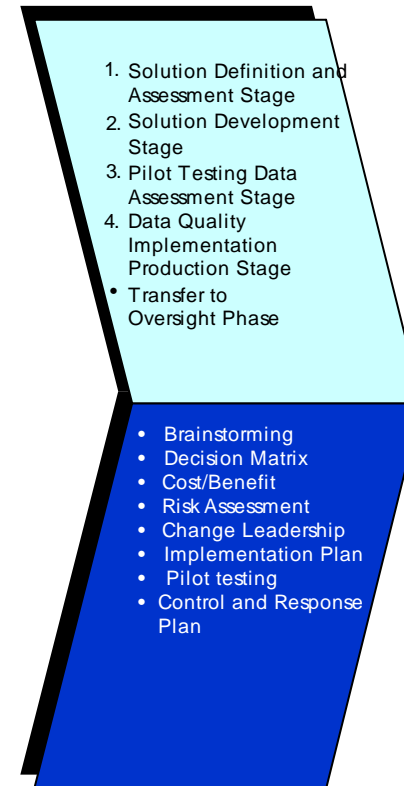 1. Solution Definition and
Assessment Stage
2. Solution Development
Stage
3. Pilot Testing Data
Assessment Stage
4. Data Quality
Implementation
Production Stage
• Transfer to
Oversight Phase
• Brainstorming
• Decision Matrix
• Cost/Benefit
• Risk Assessment
• Change Leadership
• Implementation Plan
• Pilot testing
• Control and Response
Plan